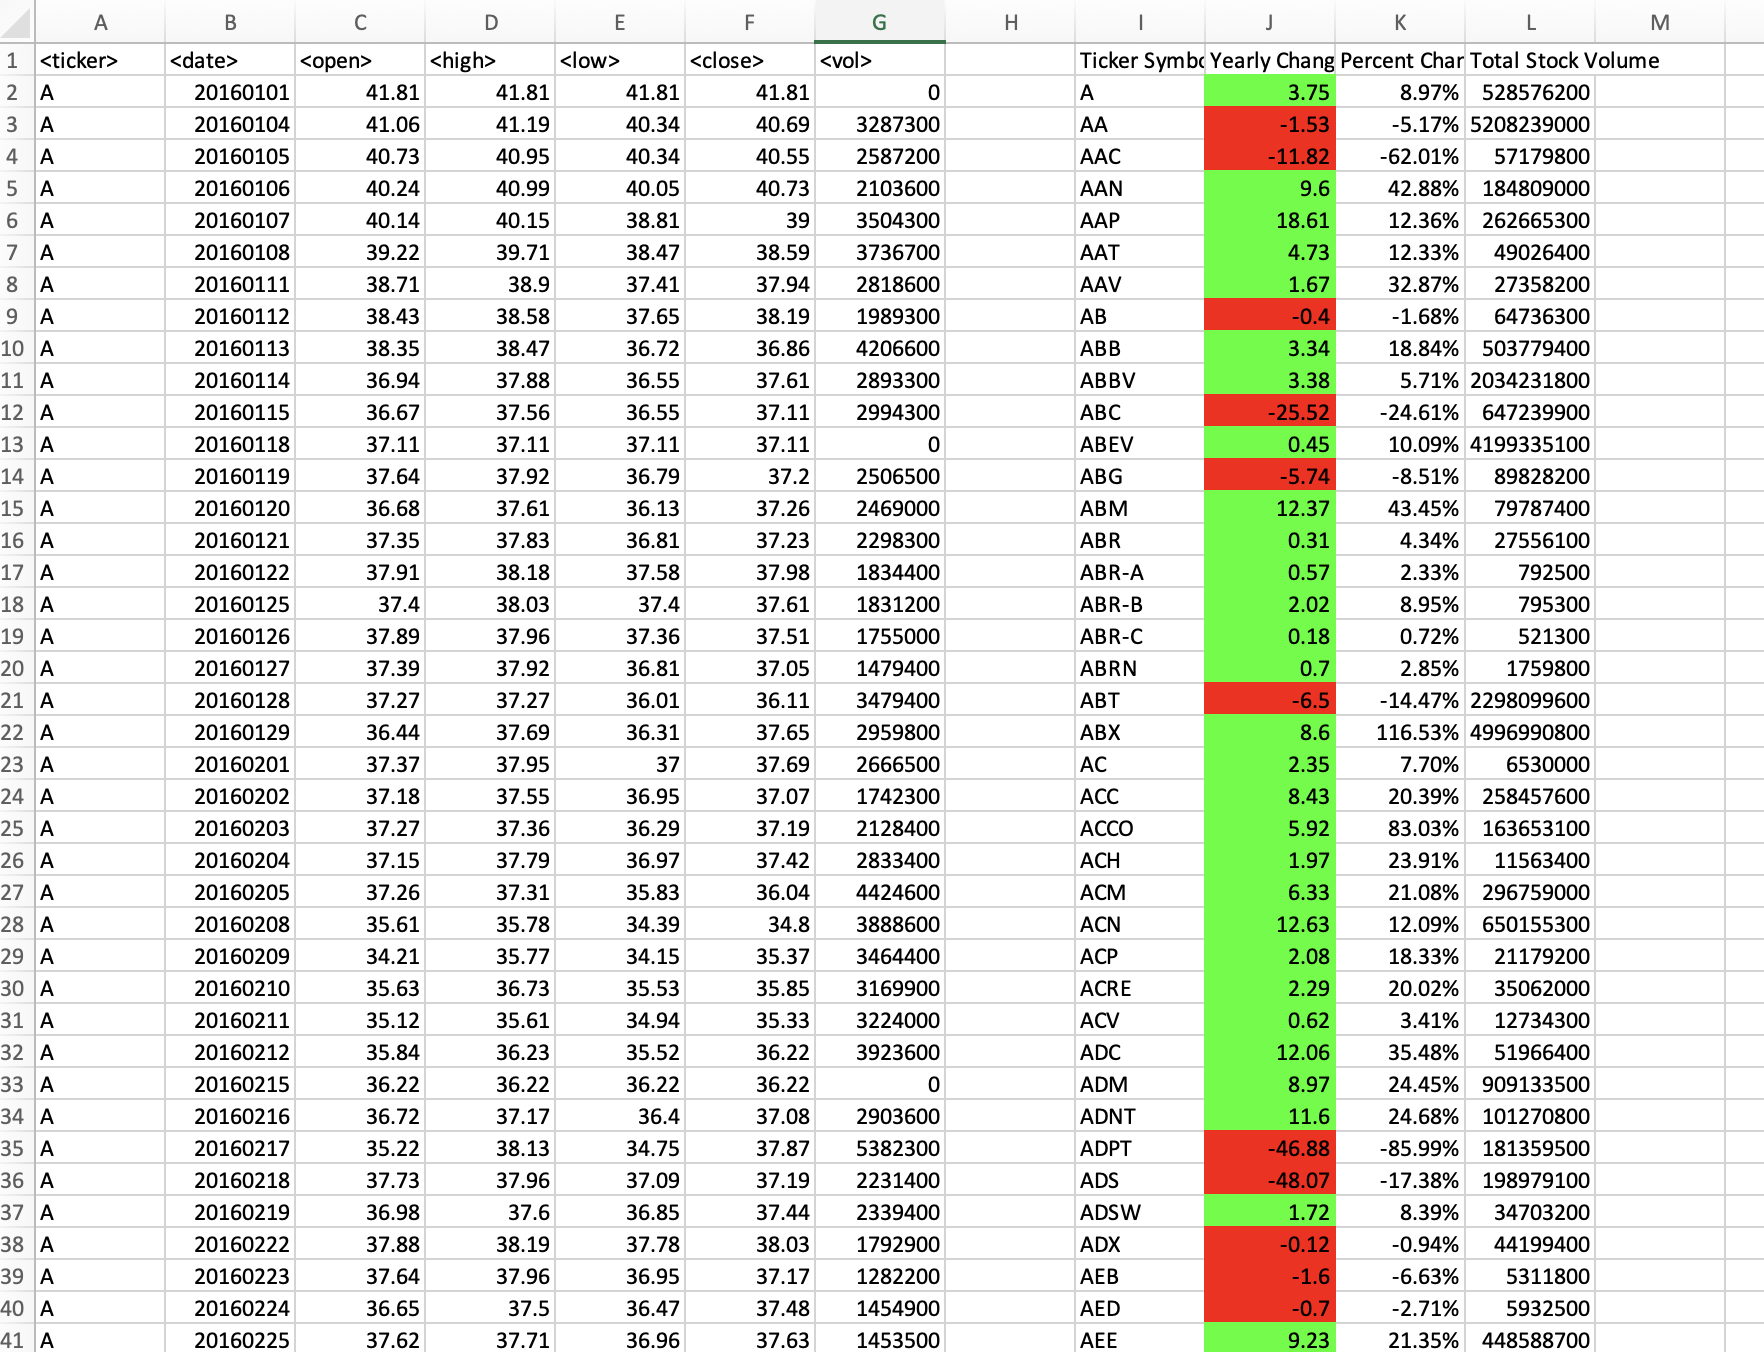 A B C D E F G H I J K L M
1 <ticker> <date> <open> <high> <low> <close> <vol> Ticker Symbo Yearly Chang Percent Char Total Stock Volume
2 A 20160101 41.81 41.81 41.81 41.81 0 A 3.75 8.97% 528576200
3 A 20160104 41.06 41.19 40.34 40.69 3287300 AA -1.53 -5.17% 5208239000
4 A 20160105 40.73 40.95 40.34 40.55 2587200 AAC -11.82 -62.01% 57179800
5 A 20160106 40.24 40.99 40.05 40.73 2103600 AAN 9.6 42.88% 184809000
6 A 20160107 40.14 40.15 38.81 39 3504300 AAP 18.61 12.36% 262665300
7 A 20160108 39.22 39.71 38.47 38.59 3736700 AAT 4.73 12.33% 49026400
8 A 20160111 38.71 38.9 37.41 37.94 2818600 AAV 1.67 32.87% 27358200
9 A 20160112 38.43 38.58 37.65 38.19 1989300 AB -0.4 -1.68% 64736300
10 A 20160113 38.35 38.47 36.72 36.86 4206600 ABB 3.34 18.84% 503779400
11 A 20160114 36.94 37.88 36.55 37.61 2893300 ABBV 3.38 5.71% 2034231800
12 A 20160115 36.67 37.56 36.55 37.11 2994300 ABC -25.52 -24.61% 647239900
13 A 20160118 37.11 37.11 37.11 37.11 0 ABEV 0.45 10.09% 4199335100
14 A 20160119 37.64 37.92 36.79 37.2 2506500 ABG -5.74 -8.51% 89828200
15 A 20160120 36.68 37.61 36.13 37.26 2469000 ABM 12.37 43.45% 79787400
16 A 20160121 37.35 37.83 36.81 37.23 2298300 ABR 0.31 4.34% 27556100
17 A 20160122 37.91 38.18 37.58 37.98 1834400 ABR-A 0.57 2.33% 792500
18 A 20160125 37.4 38.03 37.4 37.61 1831200 ABR-B 2.02 8.95% 795300
19 A 20160126 37.89 37.96 37.36 37.51 1755000 ABR-C 0.18 0.72% 521300
20 A 20160127 37.39 37.92 36.81 37.05 1479400 ABRN 0.7 2.85% 1759800
21 A 20160128 37.27 37.27 36.01 36.11 3479400 ABT -6.5 -14.47% 2298099600
22 A 20160129 36.44 37.69 36.31 37.65 2959800 ABX 8.6 116.53% 4996990800
23 A 20160201 37.37 37.95 37 37.69 2666500 AC 2.35 7.70% 6530000
24 A 20160202 37.18 37.55 36.95 37.07 1742300 ACC 8.43 20.39% 258457600
25 A 20160203 37.27 37.36 36.29 37.19 2128400 ACCO 5.92 83.03% 163653100
26 A 20160204 37.15 37.79 36.97 37.42 2833400 ACH 1.97 23.91% 11563400
27 A 20160205 37.26 37.31 35.83 36.04 4424600 ACM 6.33 21.08% 296759000
28 A 20160208 35.61 35.78 34.39 34.8 3888600 ACN 12.63 12.09% 650155300
29 A 20160209 34.21 35.77 34.15 35.37 3464400 ACP 2.08 18.33% 21179200
30 A 20160210 35.63 36.73 35.53 35.85 3169900 ACRE 2.29 20.02% 35062000
31 A 20160211 35.12 35.61 34.94 35.33 3224000 ACV 0.62 3.41% 12734300
32 A 20160212 35.84 36.23 35.52 36.22 3923600 ADC 12.06 35.48% 51966400
33 A 20160215 36.22 36.22 36.22 36.22 0 ADM 8.97 24.45% 909133500
34 A 20160216 36.72 37.17 36.4 37.08 2903600 ADNT 11.6 24.68% 101270800
35 A 20160217 35.22 38.13 34.75 37.87 5382300 ADPT -46.88 -85.99% 181359500
36 A 20160218 37.73 37.96 37.09 37.19 2231400 ADS -48.07 -17.38% 198979100
37 A 20160219 36.98 37.6 36.85 37.44 2339400 ADSW 1.72 8.39% 34703200
38 A 20160222 37.88 38.19 37.78 38.03 1792900 ADX -0.12 -0.94% 44199400
39 A 20160223 37.64 37.96 36.95 37.17 1282200 AEB -1.6 -6.63% 5311800
40 A 20160224 36.65 37.5 36.47 37.48 1454900 AED -0.7 -2.71% 5932500
41 A 20160225 37.62 37.71 36.96 37.63 1453500 AEE 9.23 21.35% 448588700